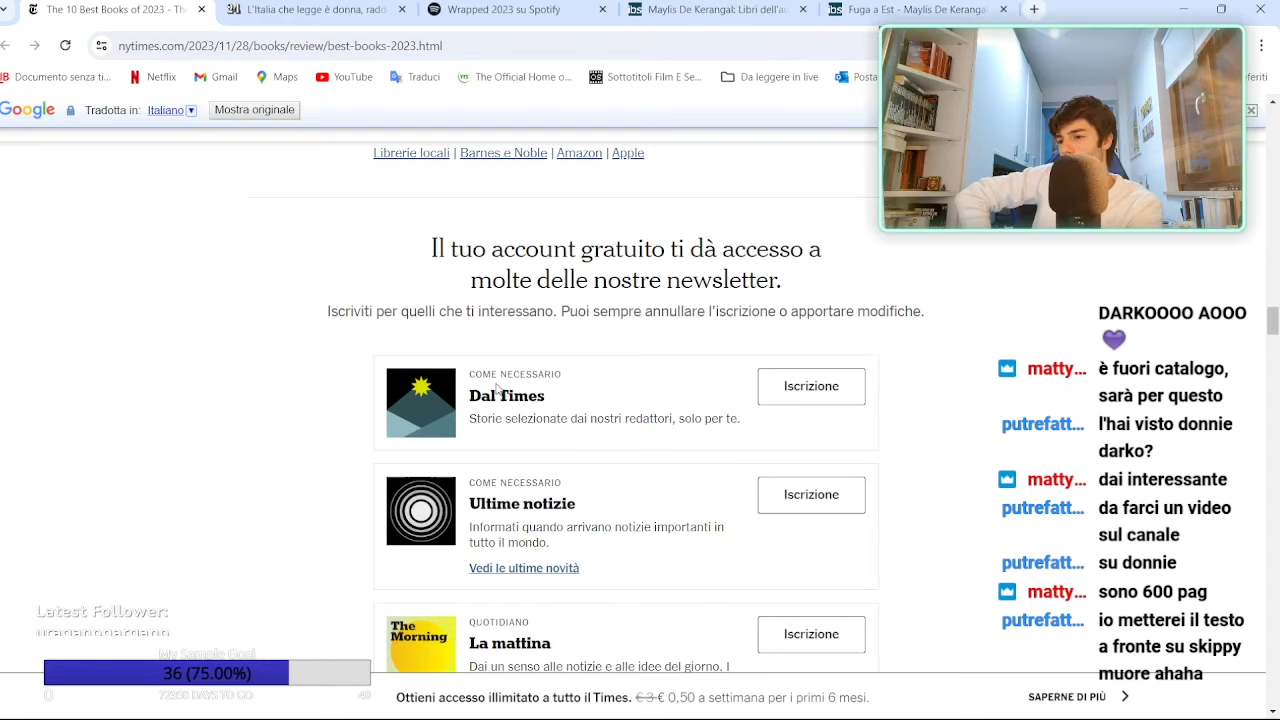 The 10 Best Books of 2023 - The
L'Italia che legge è donna, rado
Wrapped 2023 su Spotify
Maylis De Kerangal: Libri dell'au
Fuga a Est - Maylis De Kerangal
nytimes.com/2023/11/28/books/review/best-books-2023.html
Documento senza ti...
Netflix
Gmail
Maps
YouTube
Traduci
The Official Home o...
Sottotitoli Film E Se...
Da leggere in live
Posta
eferiti
Google
Tradotta in: Italiano
Mostra originale
Librerie locali | Barnes e Noble | Amazon | Apple
Il tuo account gratuito ti dà accesso a
molte delle nostre newsletter.
Iscriviti per quelli che ti interessano. Puoi sempre annullare l'iscrizione o apportare modifiche.
COME NECESSARIO
Dal Times
Storie selezionate dai nostri redattori, solo per te.
Iscrizione
COME NECESSARIO
Ultime notizie
Informati quando arrivano notizie importanti in
tutto il mondo.
Vedi le ultime novità
Iscrizione
The
Morning
QUOTIDIANO
La mattina
Dai un senso alle notizie e alle idee del giorno. I
Iscrizione
DARKOOOO AOOO
matty... è fuori catalogo,
sarà per questo
putrefatt... l'hai visto donnie
darko?
matty... dai interessante
putrefatt... da farci un video
sul canale
putrefatt... su donnie
matty... sono 600 pag
putrefatt... io metterei il testo
a fronte su skippy
muore ahaha
Latest Follower:
My Sample Goal
36 (75.00%)
0
48
Ottieni accesso illimitato a tutto il Times. € 3 € 0,50 a settimana per i primi 6 mesi.
SAPERNE DI PIÙ